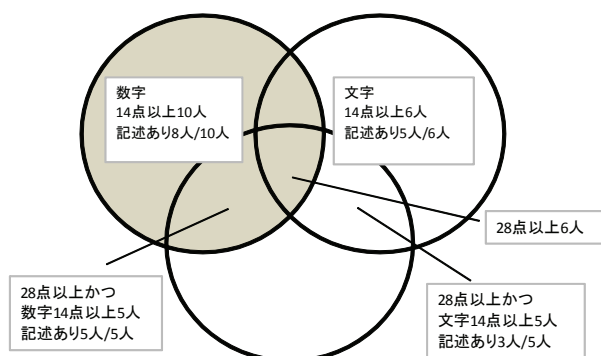 数字
14点以上10人
記述あり8人/10人
文字
14点以上6人
記述あり5人/6人
28点以上6人
28点以上かつ
数字14点以上5人
記述あり5人/5人
28点以上かつ
文字14点以上5人
記述あり3人/5人